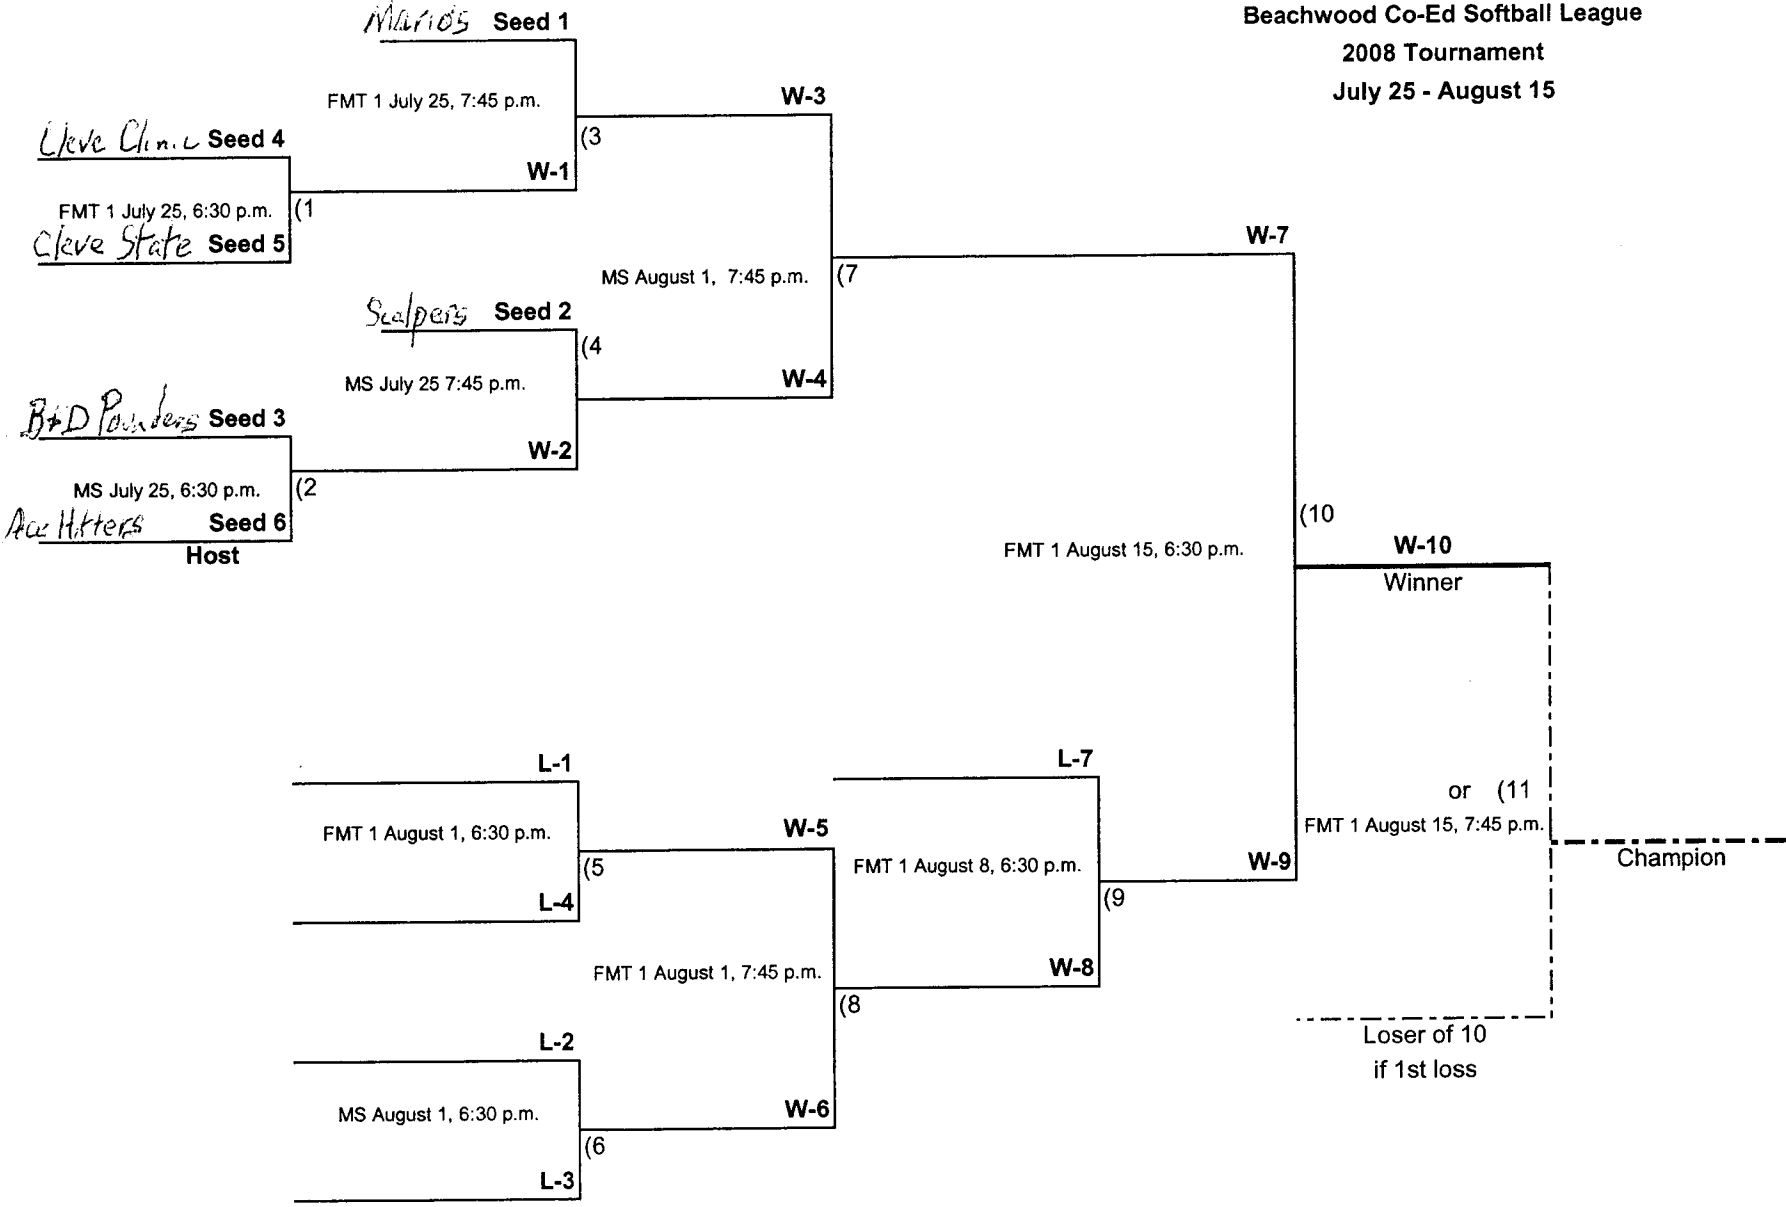 Beachwood Co-Ed Softball League
2008 Tournament
July 25 - August 15
Mario's Seed 1
FMT 1 July 25, 7:45 p.m.
W-3
(3
Cleve Clinic Seed 4
W-1
FMT 1 July 25, 6:30 p.m.
(1
Cleve State Seed 5
W-7
MS August 1, 7:45 p.m.
(7
Scalpers Seed 2
(4
MS July 25 7:45 p.m.
W-4
B+D Pounders Seed 3
W-2
MS July 25, 6:30 p.m.
(2
Ace Hitters Seed 6
Host
(10
FMT 1 August 15, 6:30 p.m.
W-10
Winner
L-1
L-7
or (11
FMT 1 August 15, 7:45 p.m.
FMT 1 August 1, 6:30 p.m.
W-5
(5
FMT 1 August 8, 6:30 p.m.
W-9
Champion
L-4
(9
FMT 1 August 1, 7:45 p.m.
W-8
(8
L-2
Loser of 10
if 1st loss
MS August 1, 6:30 p.m.
W-6
(6
L-3